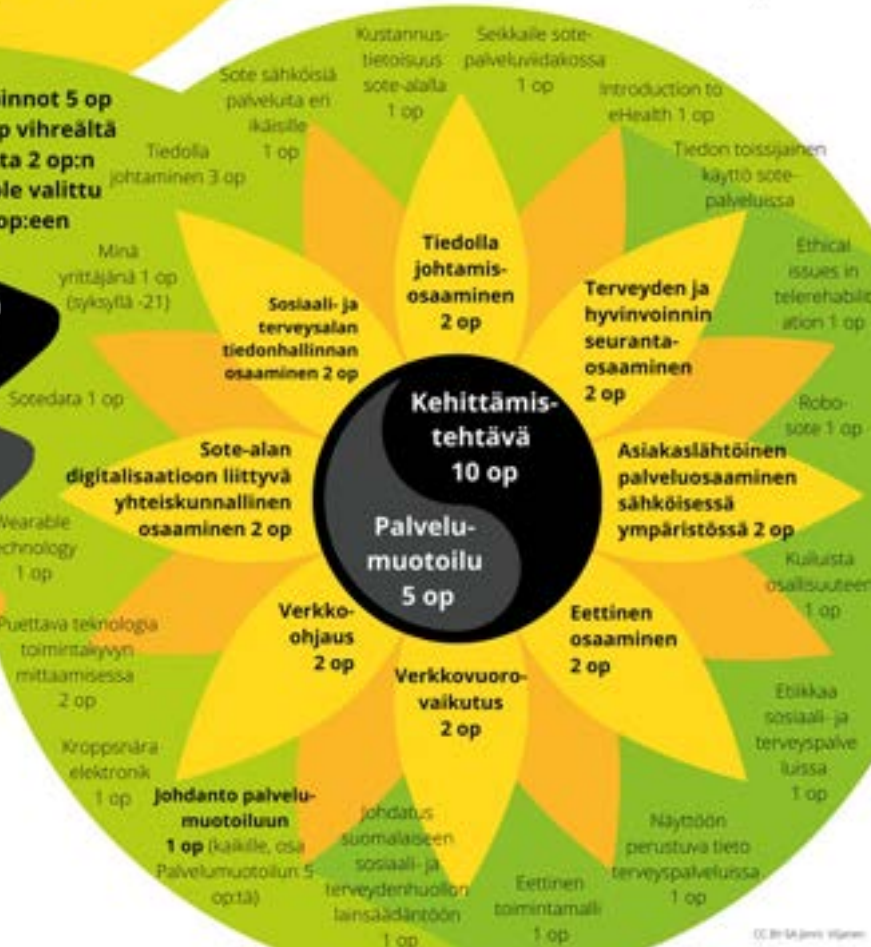 innot 5 op
p vihreältä
ta 2 op:n
le valittu
op:een
Kustannus-
tietoisuus
sote-alalla
1 op
Seikkaile sote-
palveluviidakossa
1 op
Introduction to
eHealth 1 op
Tiedon toissijainen
käyttö sote-
palveluissa
Ethical
issues in
telerehabilit
ation 1 op
Robo-
sote 1 op
Kuiluista
osallisuuteen
1 op
Etiikkaa
sosiaali- ja
terveyspalve
luissa
1 op
Näyttöön
perustuva tieto
terveyspalveluissa
1 op
Eettinen
toimintamalli
1 op
Johdatus
suomalaiseen
sosiaali- ja
terveydenhuollon
lainsäädäntöön
1 op
Johdanto palvelu-
muotoiluun
1 op (kaikille, osa
Palvelumuotoilun 5
op:tä)
Kroppsnära
elektronik
1 op
Puettava teknologia
toimintakyvyn
mittaamisessa
2 op
Wearable
echnology
1 op
Sotedata 1 op
Minä
yrittäjänä 1 op
(syksyllä -21)
Tiedolla
johtaminen 3 op
Sote sähköisiä
palveluita eri
ikäisille
1 op
Tiedolla
johtamis-
osaaminen
2 op
Terveyden ja
hyvinvoinnin
seuranta-
osaaminen
2 op
Asiakaslähtöinen
palveluosaaminen
sähköisessä
ympäristössä 2 op
Eettinen
osaaminen
2 op
Verkkovuoro-
vaikutus
2 op
Verkko-
ohjaus
2 op
Sote-alan
digitalisaatioon liittyvä
yhteiskunnallinen
osaaminen 2 op
Sosiaali- ja
terveysalan
tiedonhallinnan
osaaminen 2 op
Kehittämis-
tehtävä
10 op
Palvelu-
muotoilu
5 op
CC BY-SA